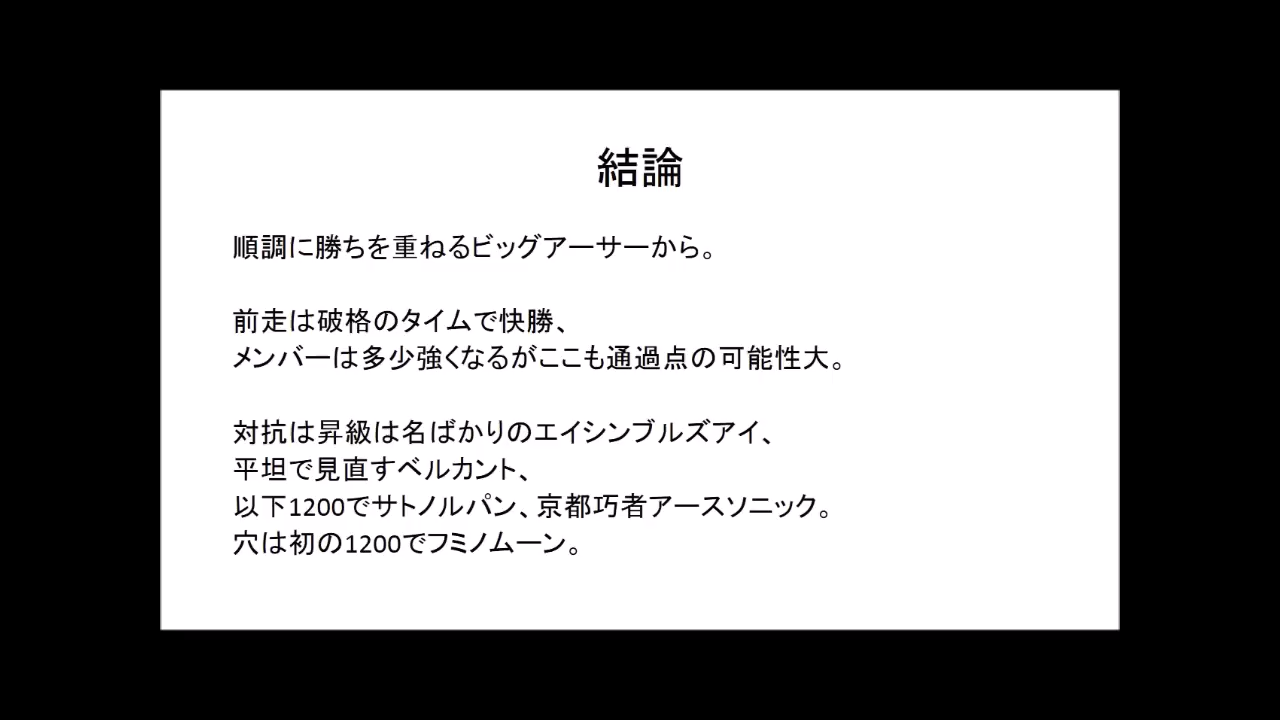 結論
順調に勝ちを重ねるビッグアーサーから。
前走は破格のタイムで快勝、
メンバーは多少強くなるがここも通過点の可能性大。
対抗は昇級は名ばかりのエイシンブルズアイ、
平坦で見直すベルカント、
以下1200でサトノルパン、京都巧者アースソニック。
穴は初の1200でフミノムーン。